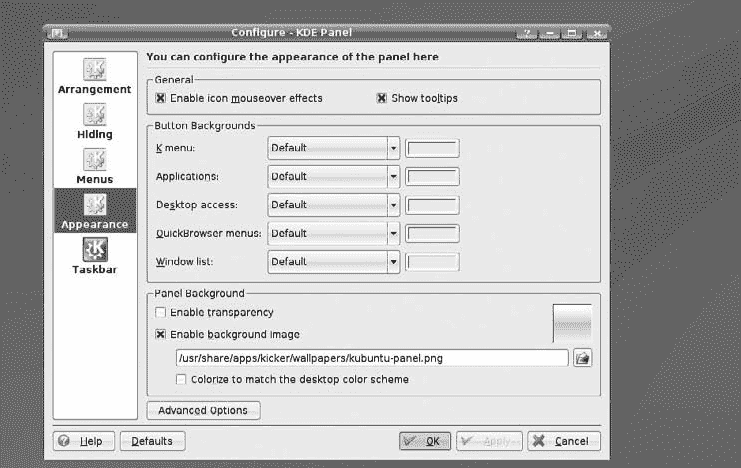 Configure - KDE Panel
Arrangement
Hiding
Menus
Appearance
Taskbar
You can configure the appearance of the panel here
General
Enable icon mouseover effects
Show tooltips
Button Backgrounds
K menu: Default
Applications: Default
Desktop access: Default
QuickBrowser menus: Default
Window list: Default
Panel Background
Enable transparency
Enable background image
/usr/share/apps/kicker/wallpapers/kubuntu-panel.png
Colorize to match the desktop color scheme
Advanced Options
Help
Defaults
OK
Apply
Cancel